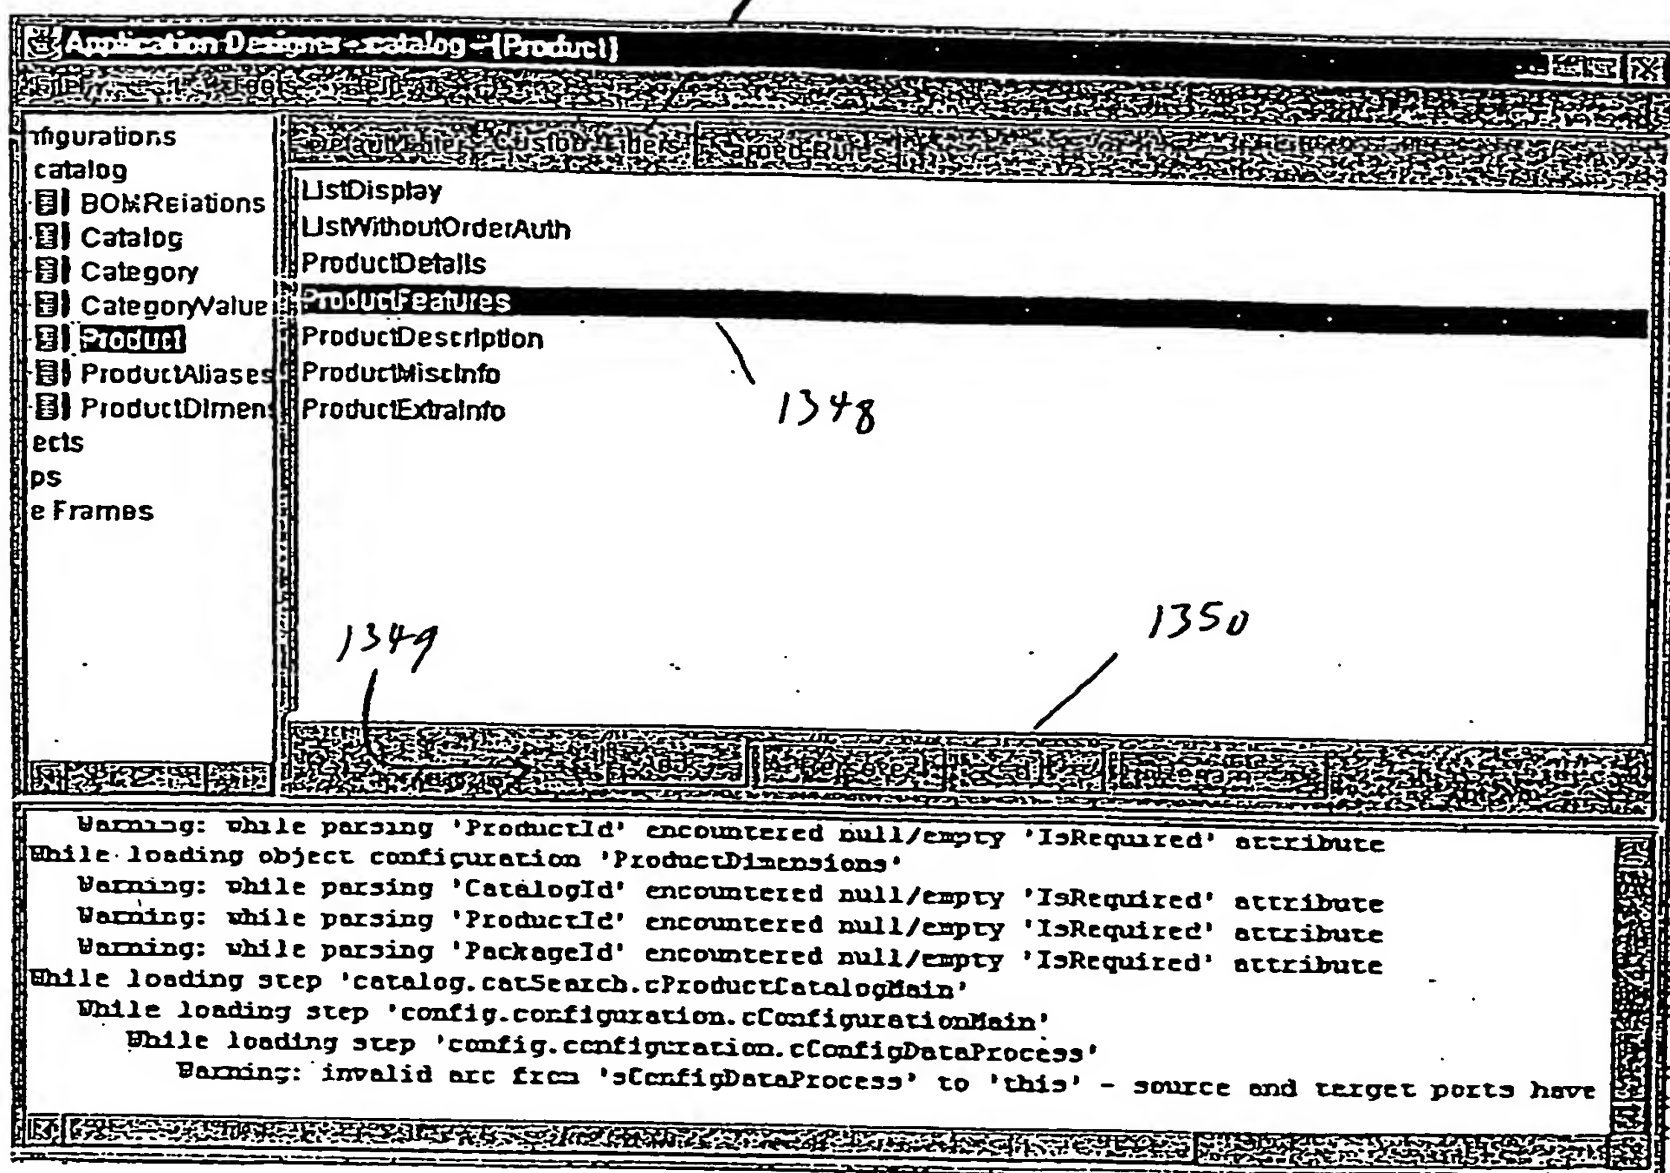 Application Designer - catalog - [Product]
Tools Help
nfigurations
catalog
BOMRelations
Catalog
Category
CategoryValue
Product
ProductAliases
ProductDimens
ects
ps
e Frames
Custom Filters
ListDisplay
ListWithoutOrderAuth
ProductDetails
ProductFeatures
ProductDescription
ProductMiscInfo
ProductExtraInfo
1348
1349
1350
Warning: while parsing 'ProductId' encountered null/empty 'IsRequired' attribute
While loading object configuration 'ProductDimensions'
Warning: while parsing 'CatalogId' encountered null/empty 'IsRequired' attribute
Warning: while parsing 'ProductId' encountered null/empty 'IsRequired' attribute
Warning: while parsing 'PackageId' encountered null/empty 'IsRequired' attribute
While loading step 'catalog.catSearch.cProductCatalogMain'
While loading step 'config.configuration.cConfigurationMain'
While loading step 'config.configuration.cConfigDataProcess'
Warning: invalid arc from 'sConfigDataProcess' to 'this' - source and target ports have